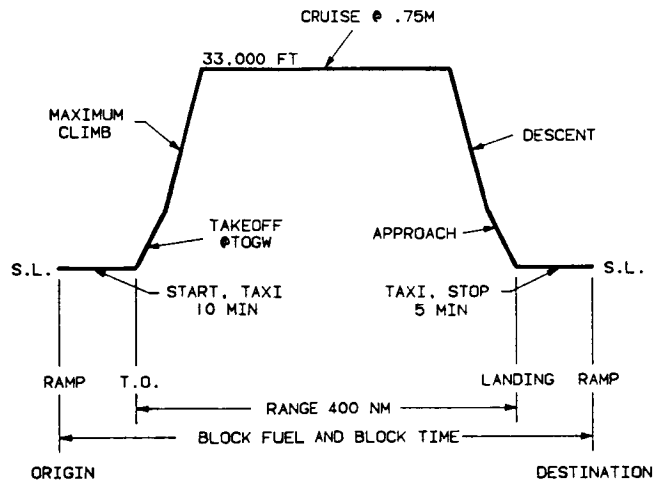 CRUISE @ .75M
33.000 FT
MAXIMUM
CLIMB
DESCENT
TAKEOFF
@TOGW
APPROACH
S.L.
S.L.
START, TAXI
10 MIN
TAXI, STOP
5 MIN
RAMP
T.O.
LANDING
RAMP
RANGE 400 NM
BLOCK FUEL AND BLOCK TIME
ORIGIN
DESTINATION